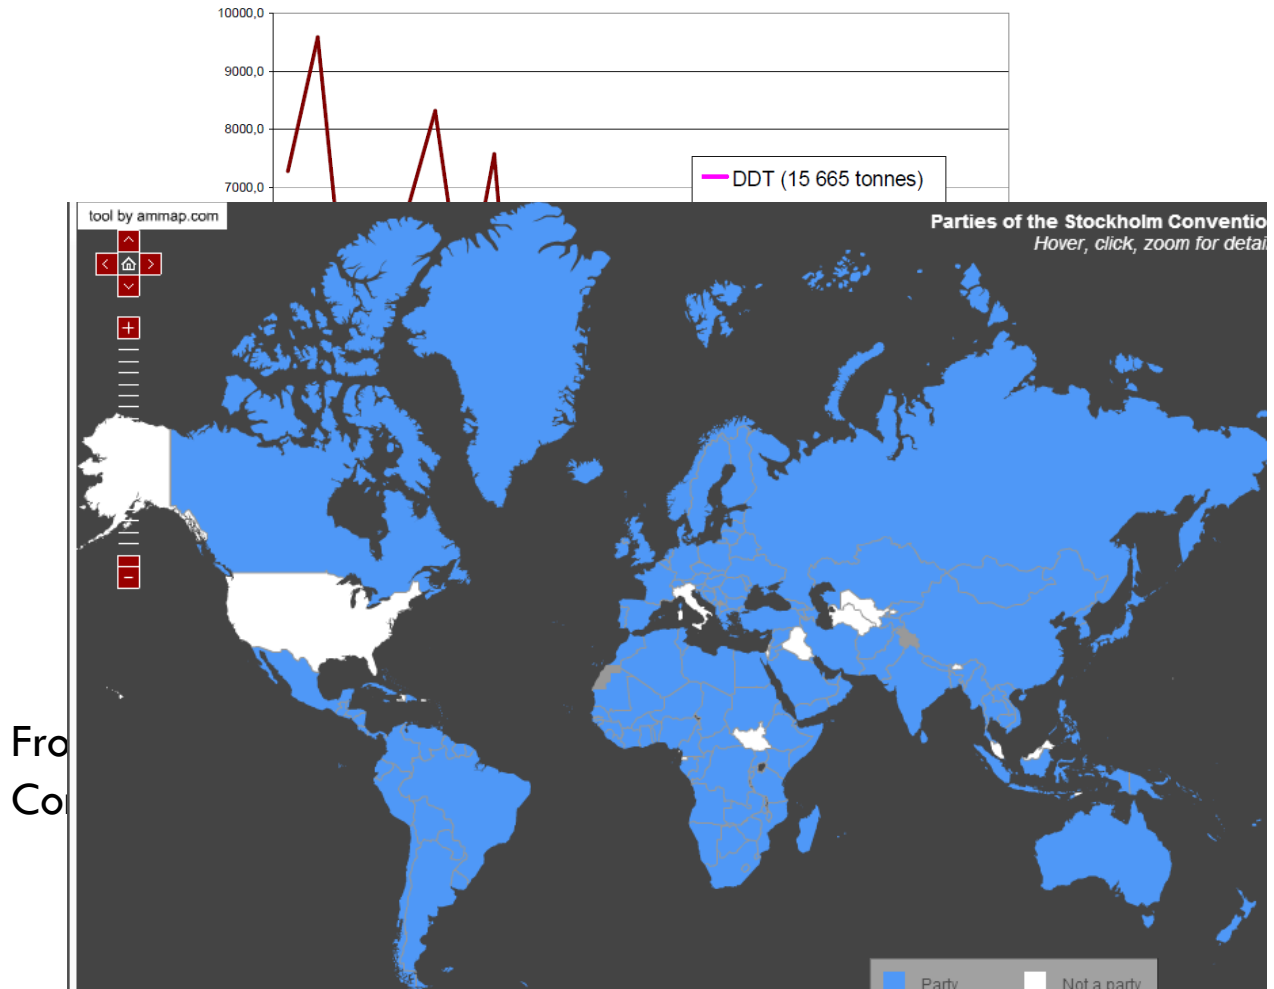 10000,0
9000,0
8000,0
7000,0
DDT (15 665 tonnes)
tool by ammap.com
Parties of the Stockholm Conventio
Hover, click, zoom for detai
Fro
Co
Party
Not a party